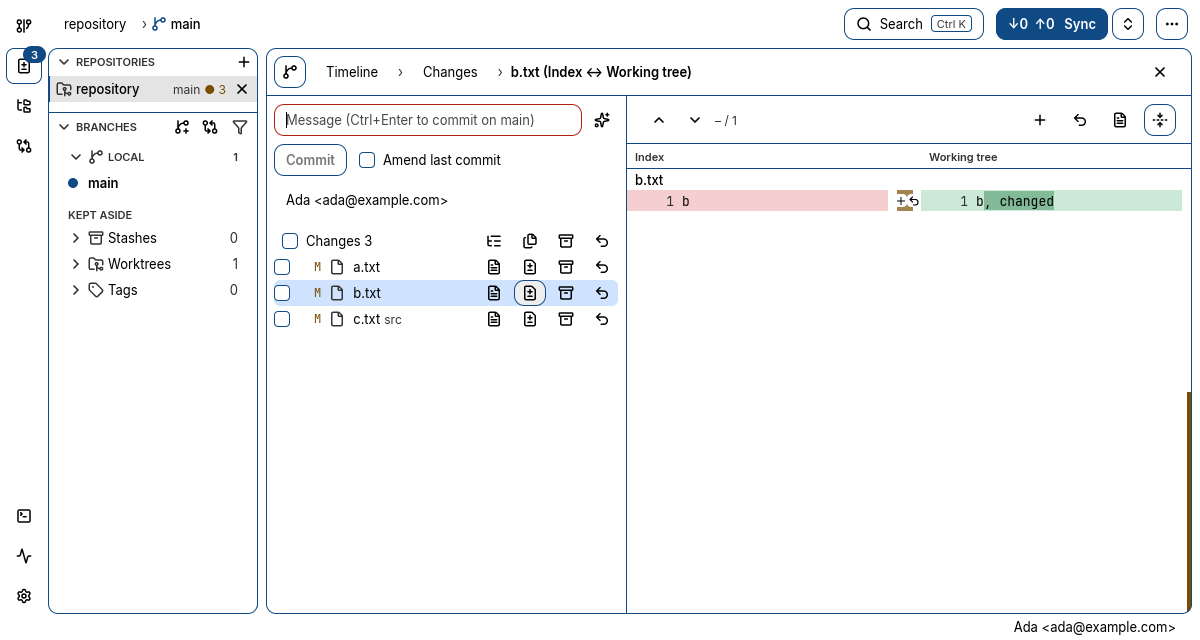 repository › main
Search Ctrl K
↓0 ↑0 Sync
3
REPOSITORIES
repository main 3
BRANCHES
LOCAL 1
main
KEPT ASIDE
Stashes 0
Worktrees 1
Tags 0
Timeline › Changes › b.txt (Index ↔ Working tree)
Message (Ctrl+Enter to commit on main)
Commit Amend last commit
Ada <ada@example.com>
Changes 3
M a.txt
M b.txt
M c.txt src
– / 1
Index Working tree
b.txt
1 b 1 b, changed
Ada <ada@example.com>